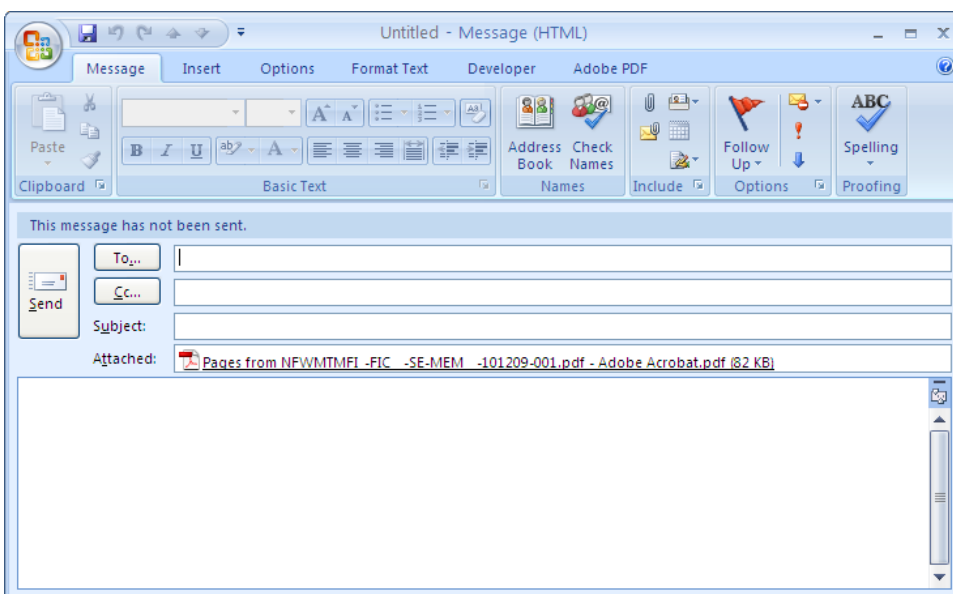 Untitled - Message (HTML)
Message Insert Options Format Text Developer Adobe PDF
Paste
B I U ab A
A A
Address Book
Check Names
Follow Up
ABC
Spelling
Clipboard Basic Text Names Include Options Proofing
This message has not been sent.
To...
Send
Cc...
Subject:
Attached: Pages from NFWMTMFI -FIC -SE-MEM -101209-001.pdf - Adobe Acrobat.pdf (82 KB)